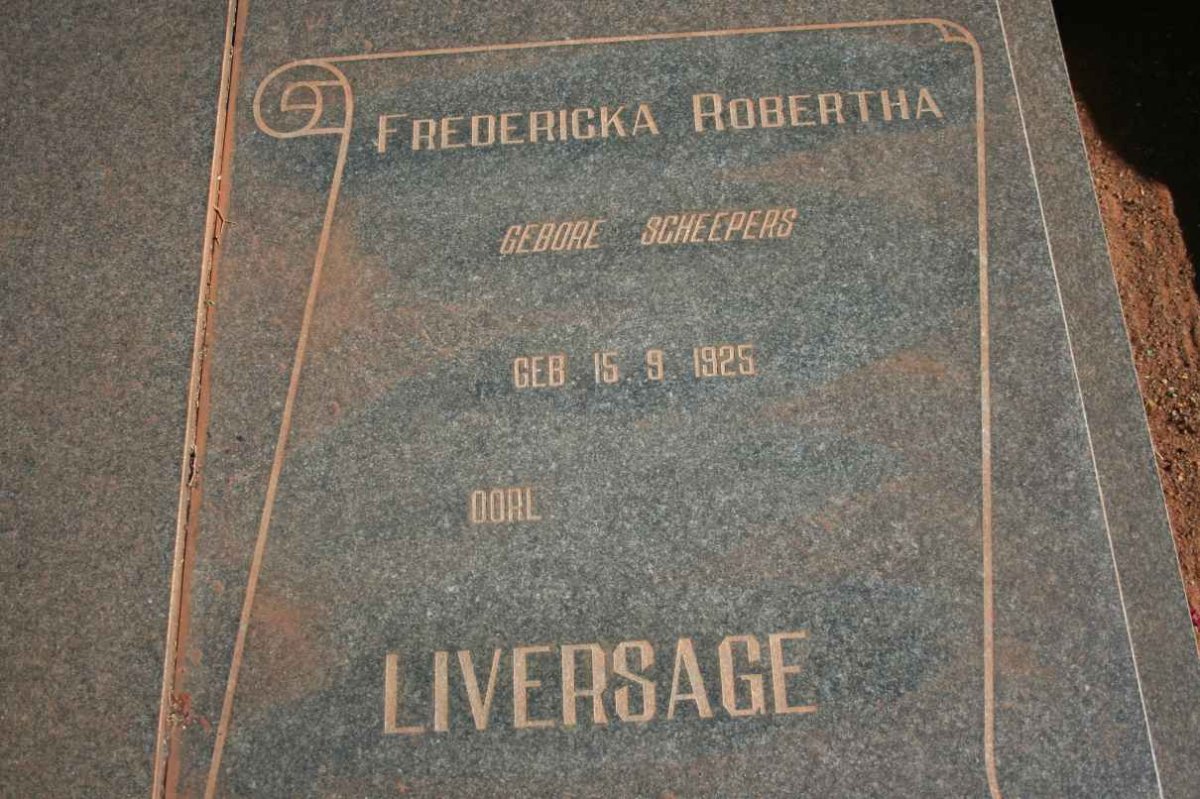 FREDERICKA ROBERTHA
GEBORE SCHEEPERS
GEB 15 9 1925
OORL
LIVERSAGE